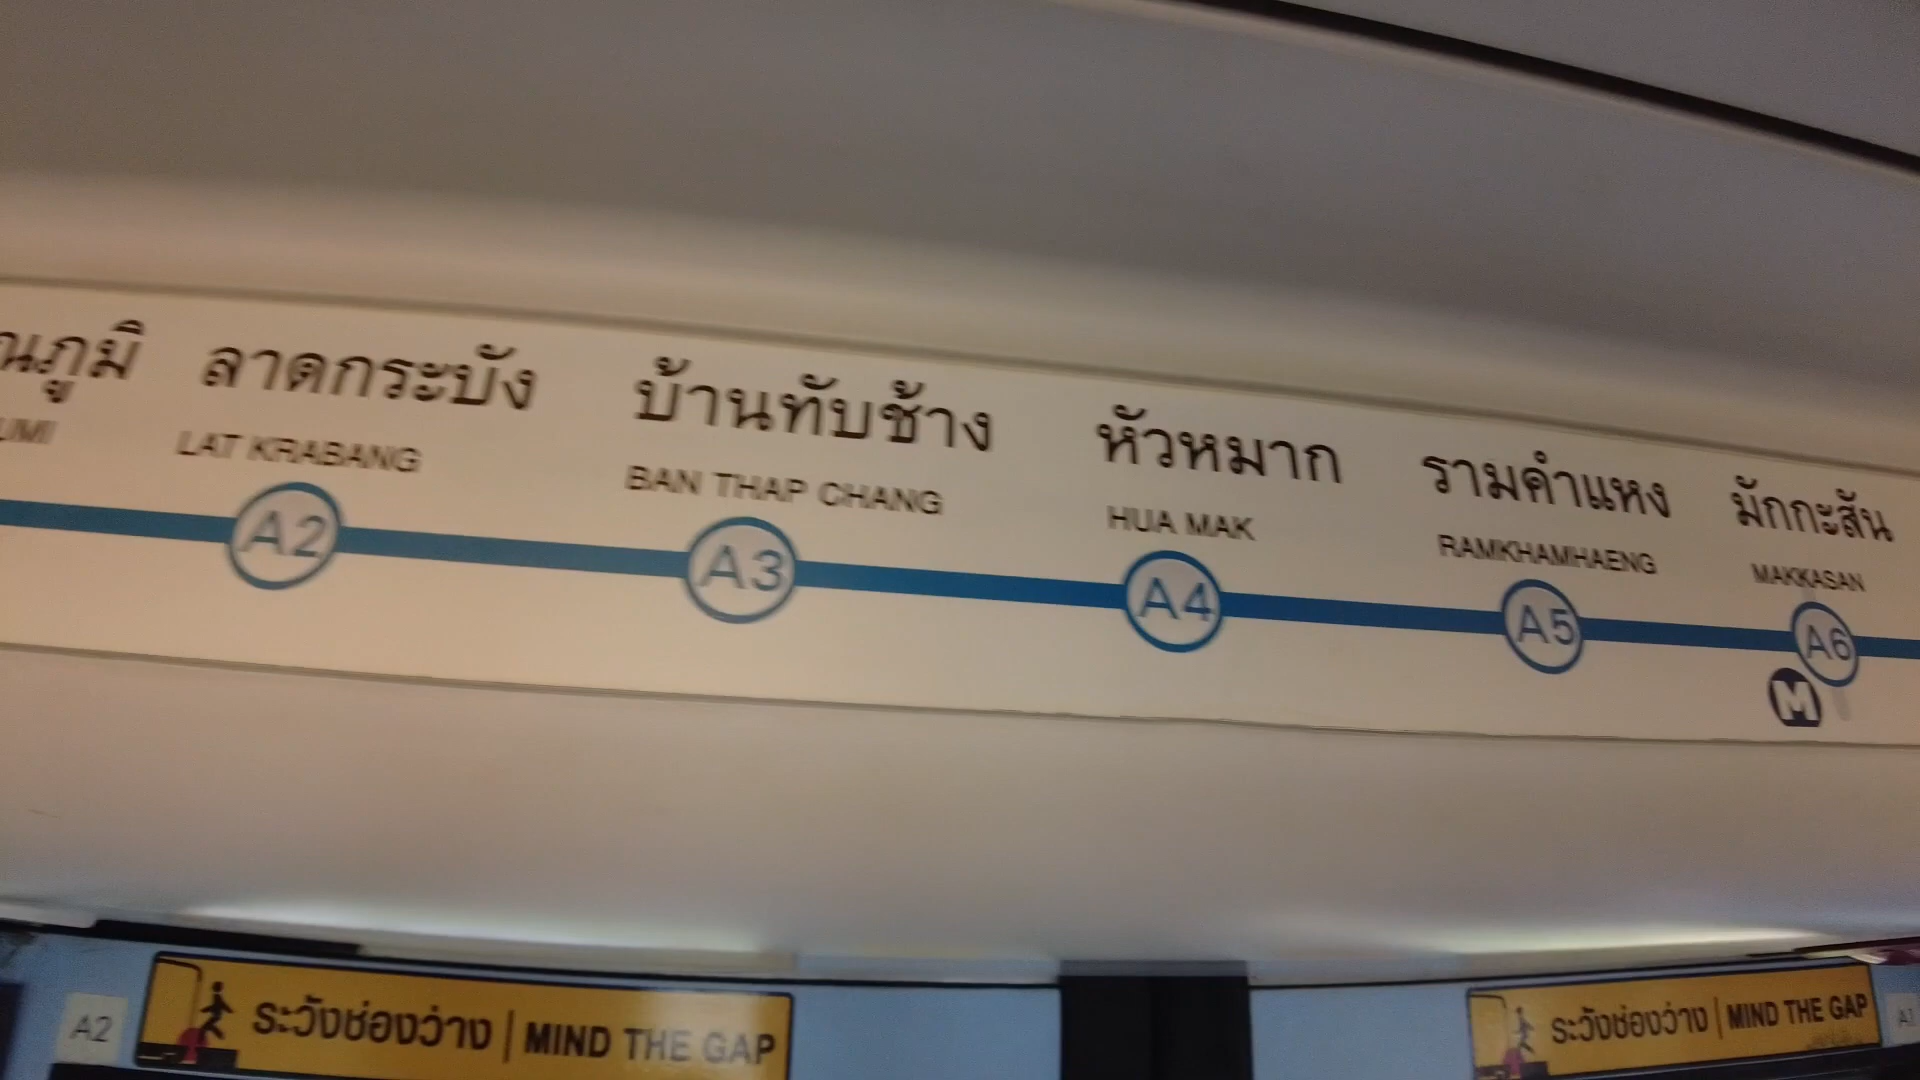 ลาดกระบัง
LAT KRABANG
A2
บ้านทับช้าง
BAN THAP CHANG
A3
หัวหมาก
HUA MAK
A4
รามคำแหง
RAMKHAMHAENG
A5
มักกะสัน
MAKKASAN
A6
M
A2
ระวังช่องว่าง | MIND THE GAP
ระวังช่องว่าง | MIND THE GAP